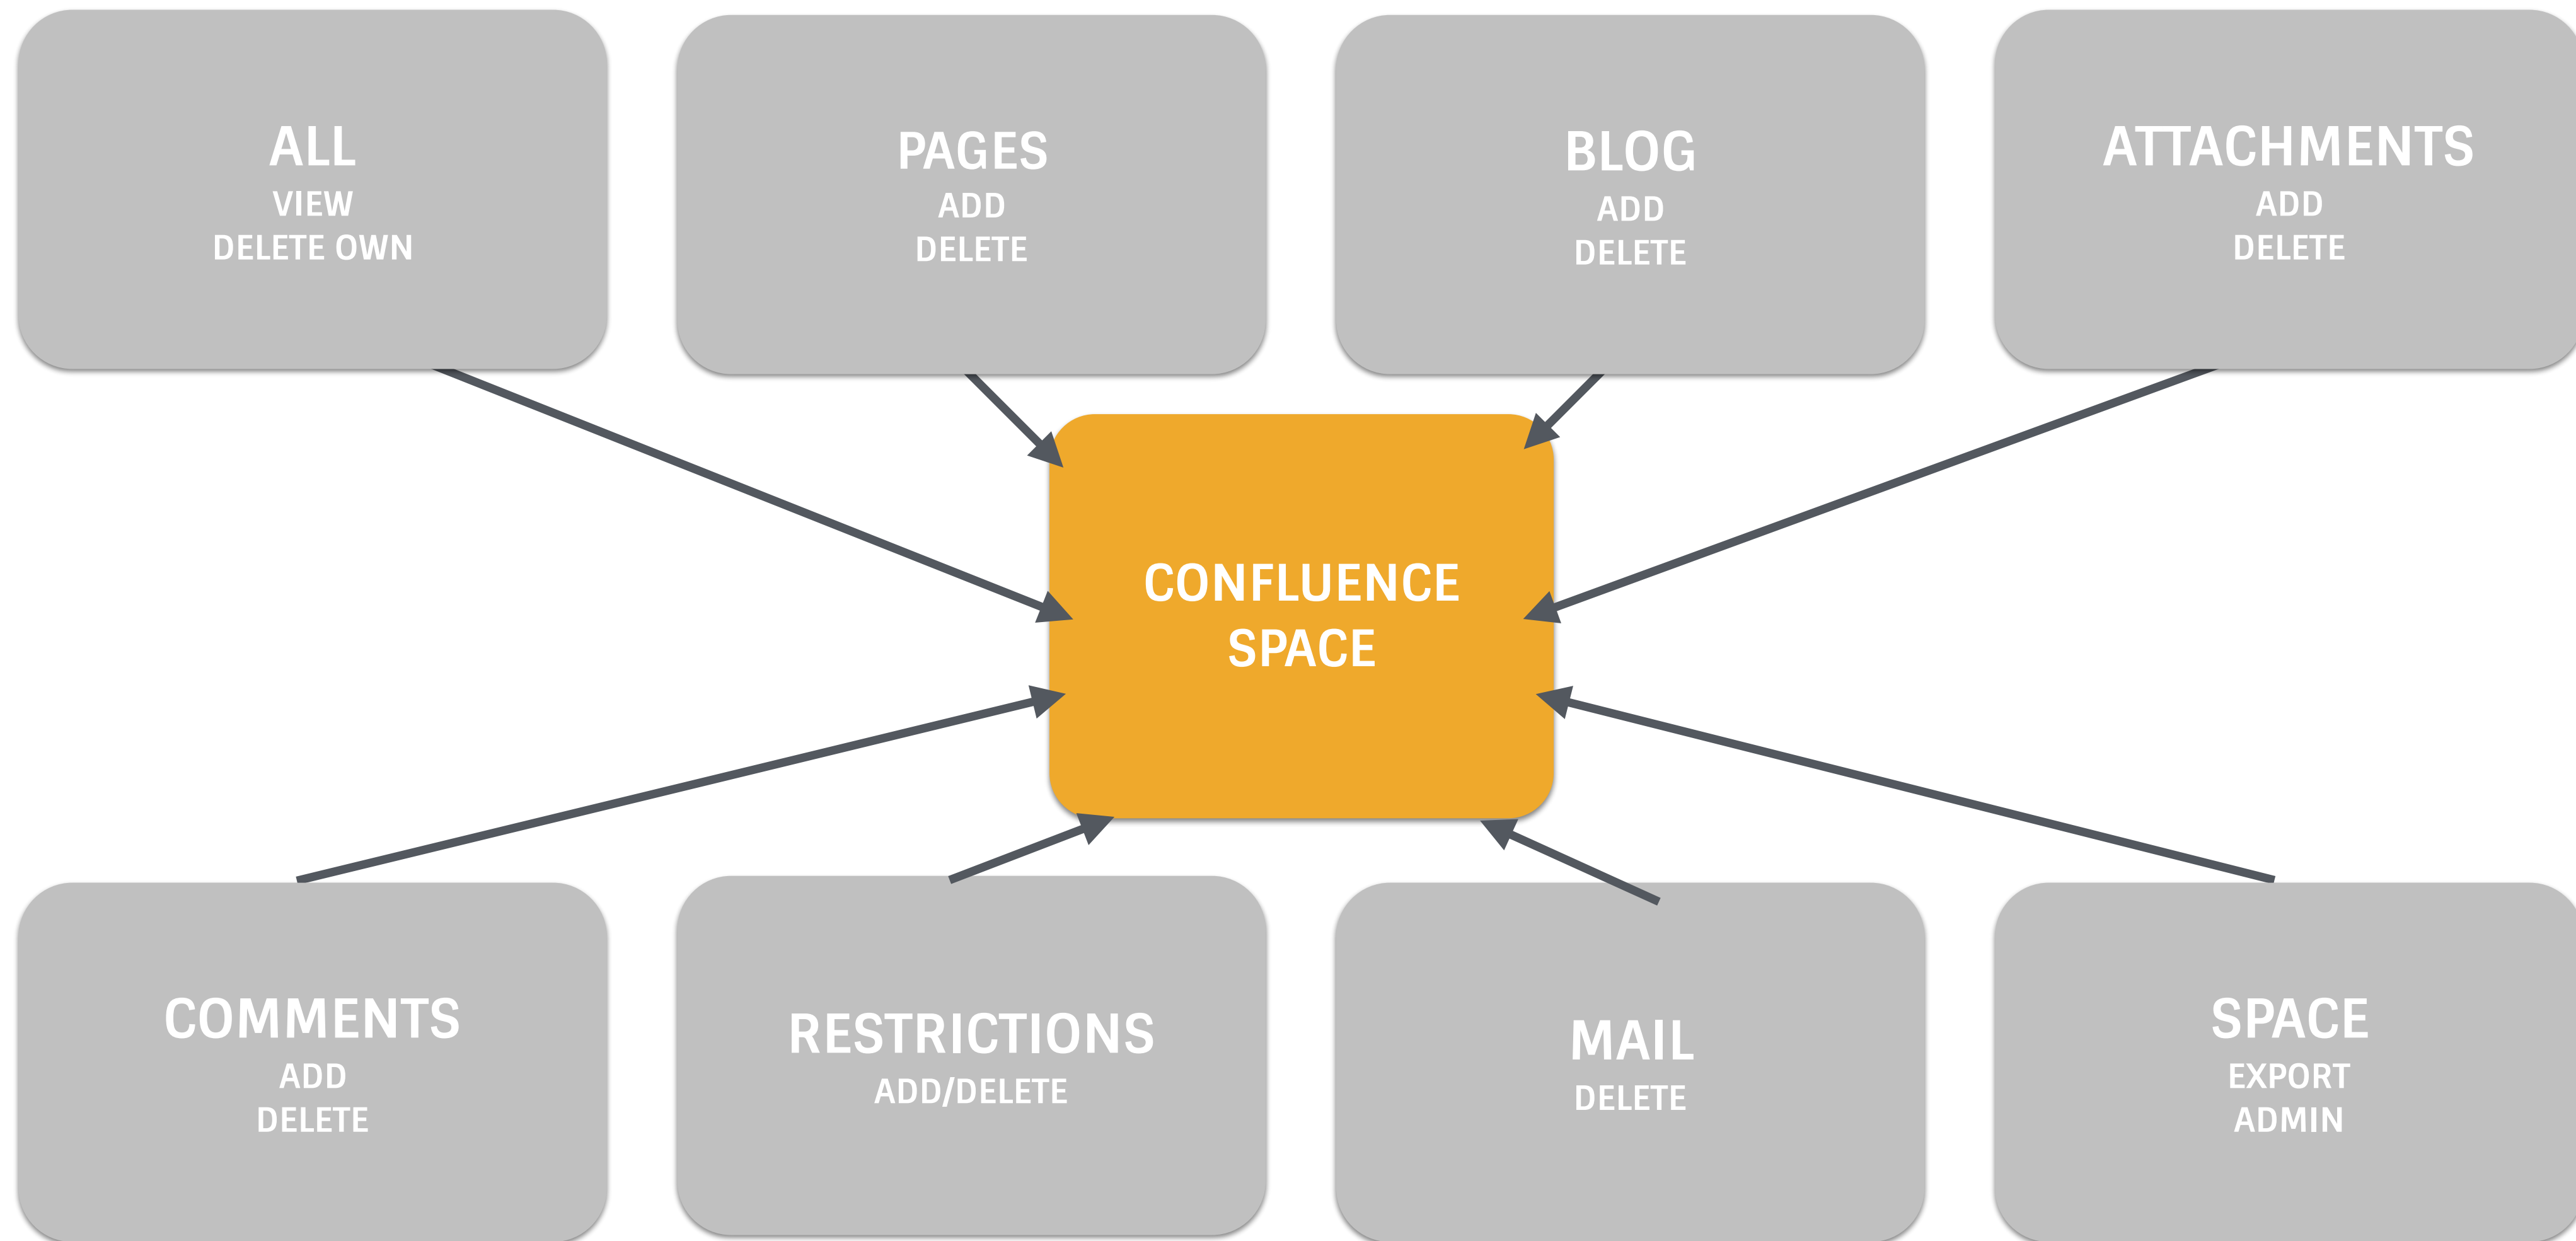 ALL
VIEW
DELETE OWN
PAGES
ADD
DELETE
BLOG
ADD
DELETE
ATTACHMENTS
ADD
DELETE
CONFLUENCE
SPACE
COMMENTS
ADD
DELETE
RESTRICTIONS
ADD/DELETE
MAIL
DELETE
SPACE
EXPORT
ADMIN